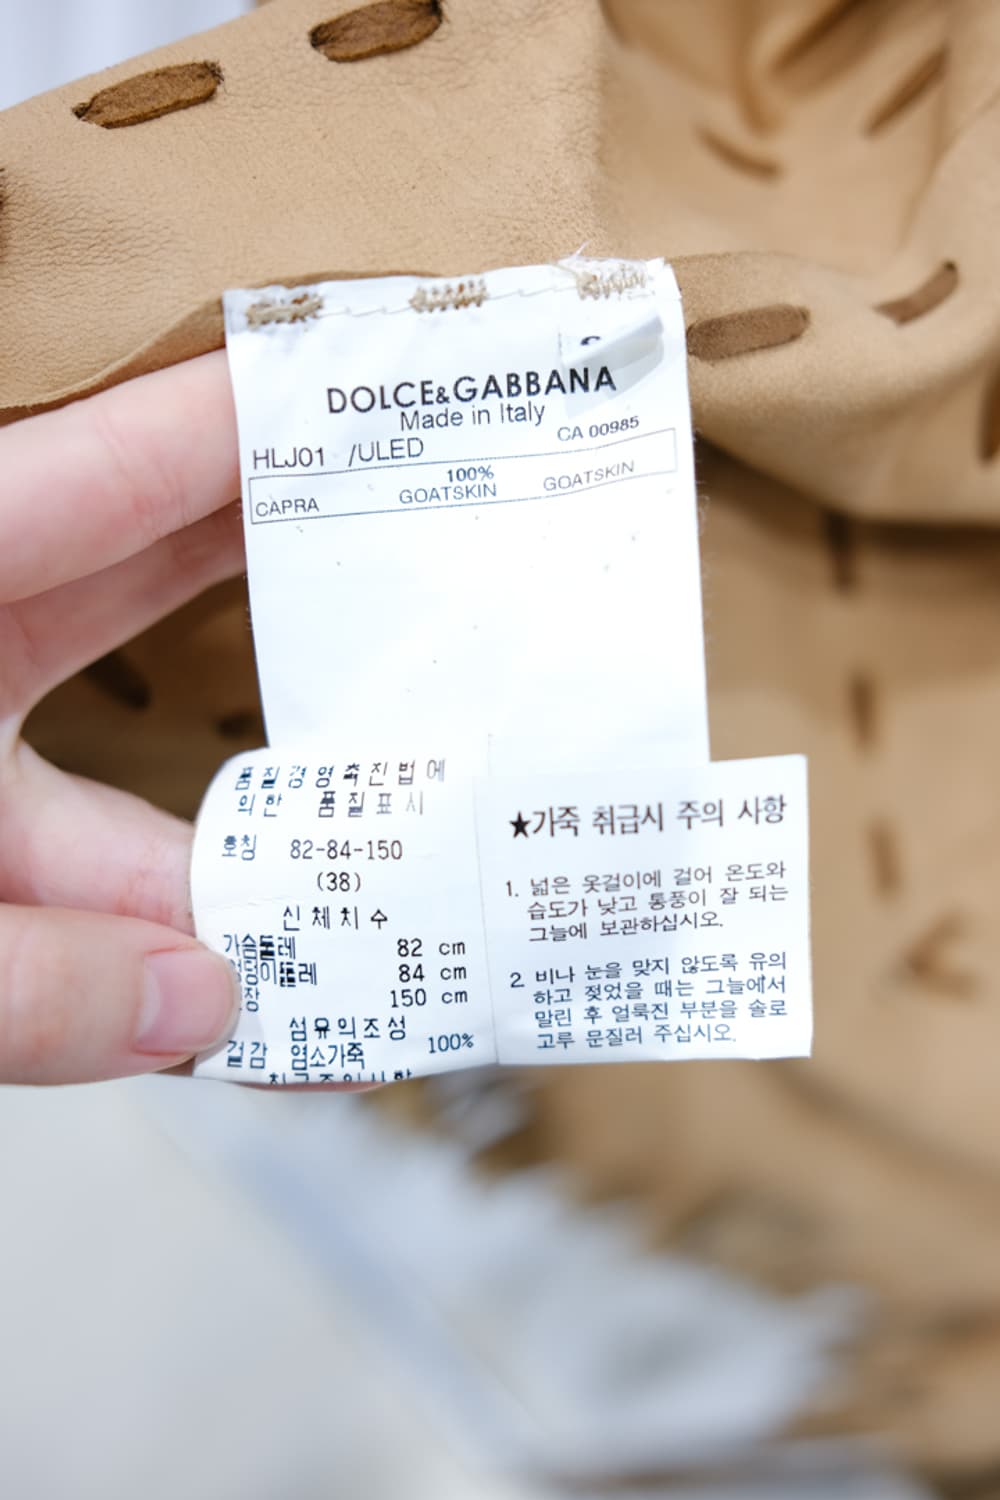 DOLCE&GABBANA
Made in Italy
HLJ01 /ULED CA 00985
100%
CAPRA GOATSKIN GOATSKIN
품질경영촉진법에
의한 품질표시
호칭 82-84-150
(38)
신체치수
가슴둘레 82 cm
엉덩이둘레 84 cm
장 150 cm
섬유의조성
겉감 염소가죽 100%
취급주의사항
★가죽 취급시 주의 사항
1. 넓은 옷걸이에 걸어 온도와
습도가 낮고 통풍이 잘 되는
그늘에 보관하십시오.
2. 비나 눈을 맞지 않도록 유의
하고 젖었을 때는 그늘에서
말린 후 얼룩진 부분을 솔로
고루 문질러 주십시오.